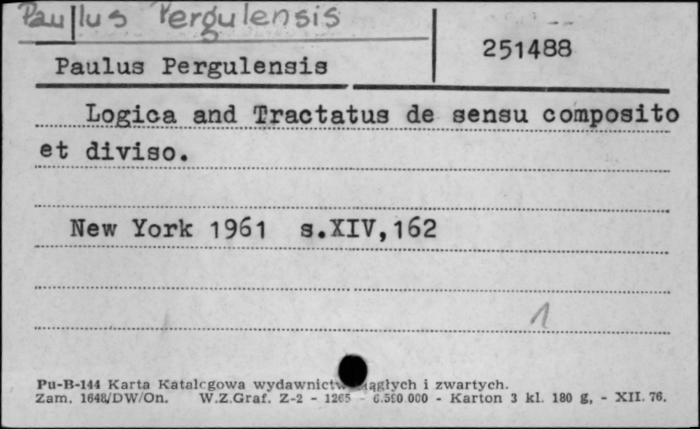 Paullus Pergulensis
251488
Paulus Pergulensis
Logica and Tractatus de sensu composito
et diviso.
New York 1961 s.XIV,162
1
Pu-B-144 Karta Katalogowa wydawnictw ciągłych i zwartych.
Zam. 1648/DW/On. W.Z.Graf. Z-2 - 1265 - 6.500 000 - Karton 3 kl. 180 g, - XII. 76.